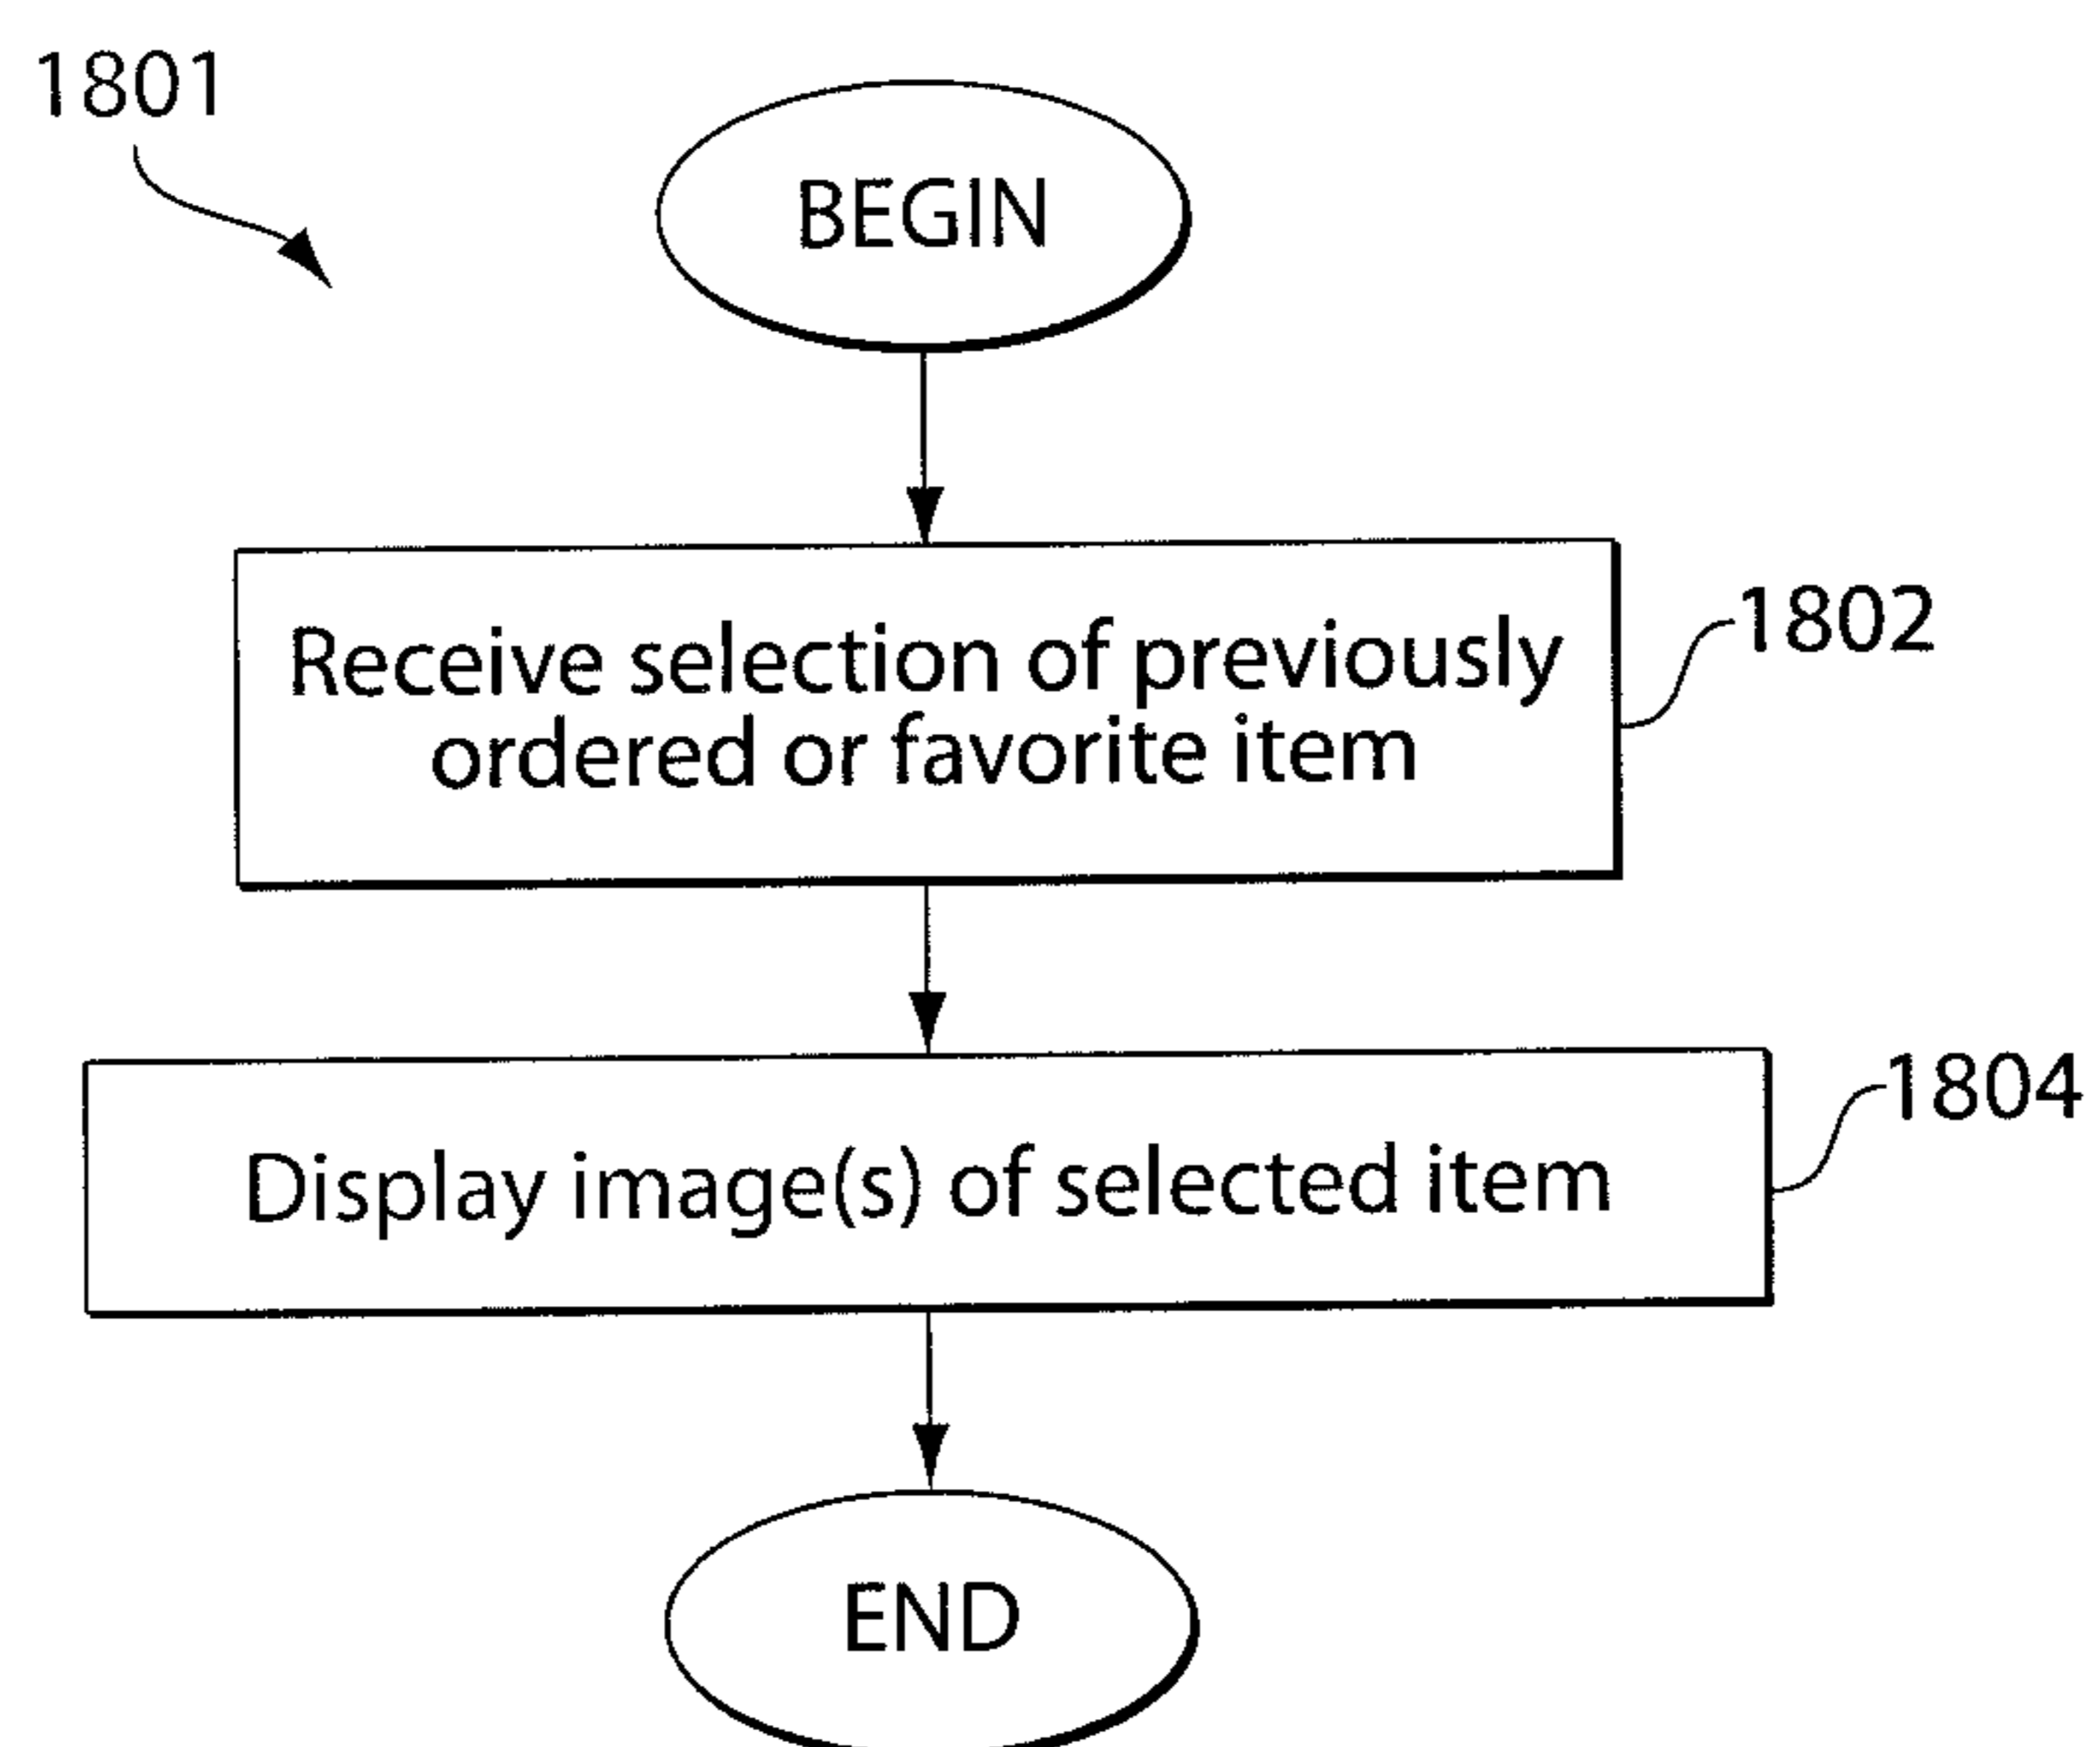 1801
BEGIN
Receive selection of previously
ordered or favorite item
1802
Display image(s) of selected item
1804
END